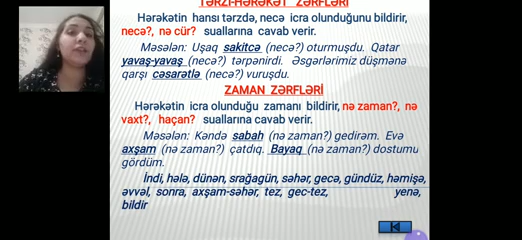 TƏRZİ-HƏRƏKƏT ZƏRFLƏRİ
Hərəkətin hansı tərzdə, necə icra olunduğunu bildirir,
necə?, nə cür? suallarına cavab verir.
Məsələn: Uşaq sakitcə (necə?) oturmuşdu. Qatar
yavaş-yavaş (necə?) tərpənirdi. Əsgərlərimiz düşmənə
qarşı cəsarətlə (necə?) vuruşdu.
ZAMAN ZƏRFLƏRİ
Hərəkətin icra olunduğu zamanı bildirir, nə zaman?, nə
vaxt?, haçan? suallarına cavab verir.
Məsələn: Kəndə sabah (nə zaman?) gedirəm. Evə
axşam (nə zaman?) çatdıq. Bayaq (nə zaman?) dostumu
gördüm.
İndi, hələ, dünən, srağagün, səhər, gecə, gündüz, həmişə,
əvvəl, sonra, axşam-səhər, tez, gec-tez, yenə,
bildir